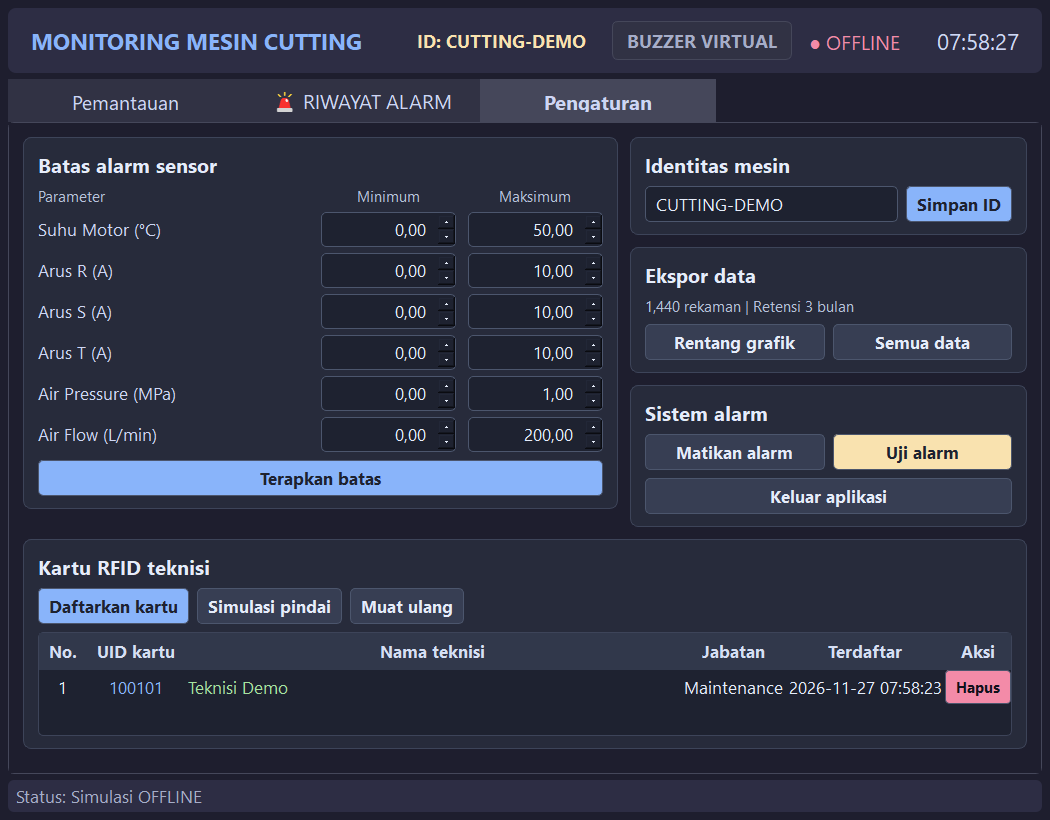 MONITORING MESIN CUTTING ID: CUTTING-DEMO BUZZER VIRTUAL ● OFFLINE 07:58:27
Pemantauan 🚨 RIWAYAT ALARM Pengaturan
Batas alarm sensor
Parameter Minimum Maksimum
Suhu Motor (°C) 0,00 50,00
Arus R (A) 0,00 10,00
Arus S (A) 0,00 10,00
Arus T (A) 0,00 10,00
Air Pressure (MPa) 0,00 1,00
Air Flow (L/min) 0,00 200,00
Terapkan batas
Identitas mesin
CUTTING-DEMO Simpan ID
Ekspor data
1,440 rekaman | Retensi 3 bulan
Rentang grafik Semua data
Sistem alarm
Matikan alarm Uji alarm
Keluar aplikasi
Kartu RFID teknisi
Daftarkan kartu Simulasi pindai Muat ulang
No. UID kartu Nama teknisi Jabatan Terdaftar Aksi
1 100101 Teknisi Demo Maintenance 2026-11-27 07:58:23 Hapus
Status: Simulasi OFFLINE